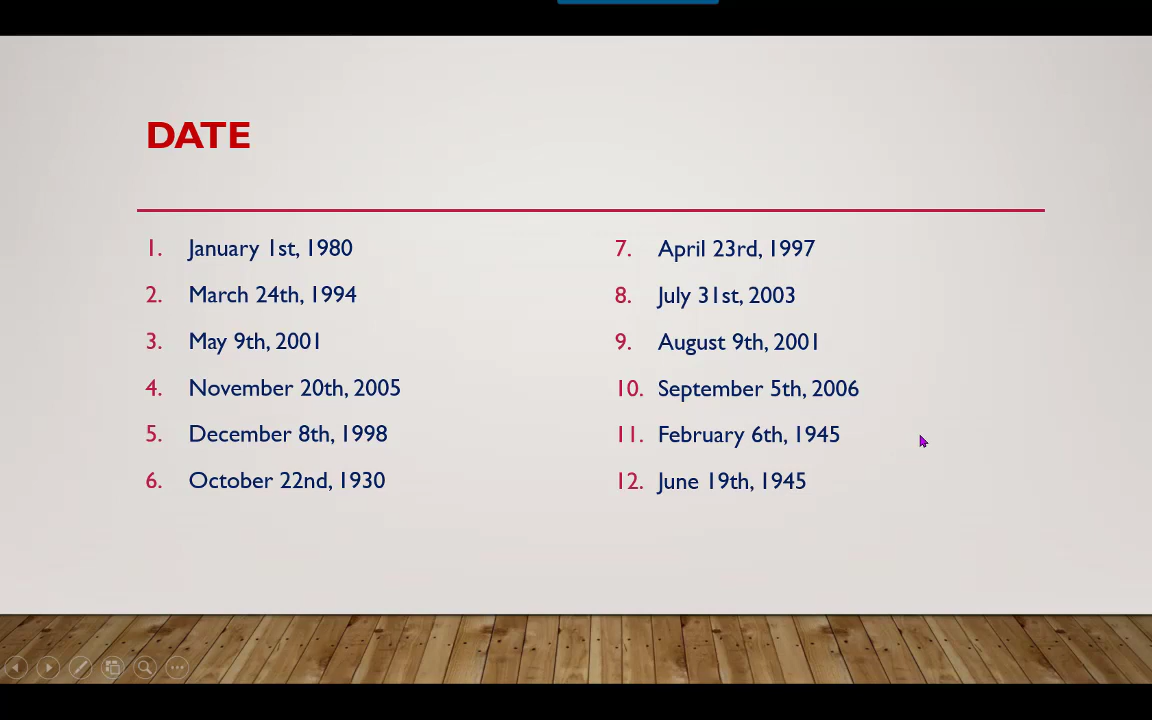 DATE
1. January 1st, 1980
2. March 24th, 1994
3. May 9th, 2001
4. November 20th, 2005
5. December 8th, 1998
6. October 22nd, 1930
7. April 23rd, 1997
8. July 31st, 2003
9. August 9th, 2001
10. September 5th, 2006
11. February 6th, 1945
12. June 19th, 1945